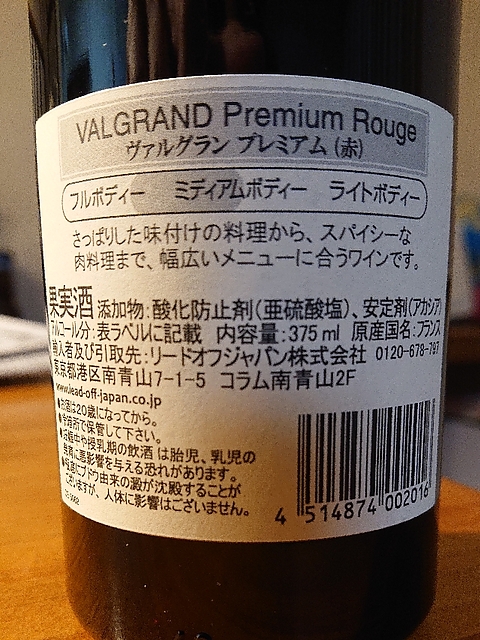 VALGRAND Premium Rouge
ヴァルグラン プレミアム (赤)
フルボディー ミディアムボディー ライトボディー
さっぱりした味付けの料理から、スパイシーな
肉料理まで、幅広いメニューに合うワインです。
果実酒 添加物:酸化防止剤(亜硫酸塩)、安定剤(アカシア)
アルコール分:表ラベルに記載 内容量:375ml 原産国名:フランス
輸入者及び引取先:リードオフジャパン株式会社 0120-678-797
東京都港区南青山7-1-5 コラム南青山2F
www.lead-off-japan.co.jp
●お酒は20歳になってから。
●冷暗所で保管して下さい。
●妊娠中や授乳期の飲酒は胎児、乳児の
発育に悪影響を与える恐れがあります。
ブドウ由来の澱が沈殿することが
ございますが、人体に影響はございません。
4 514874 002016